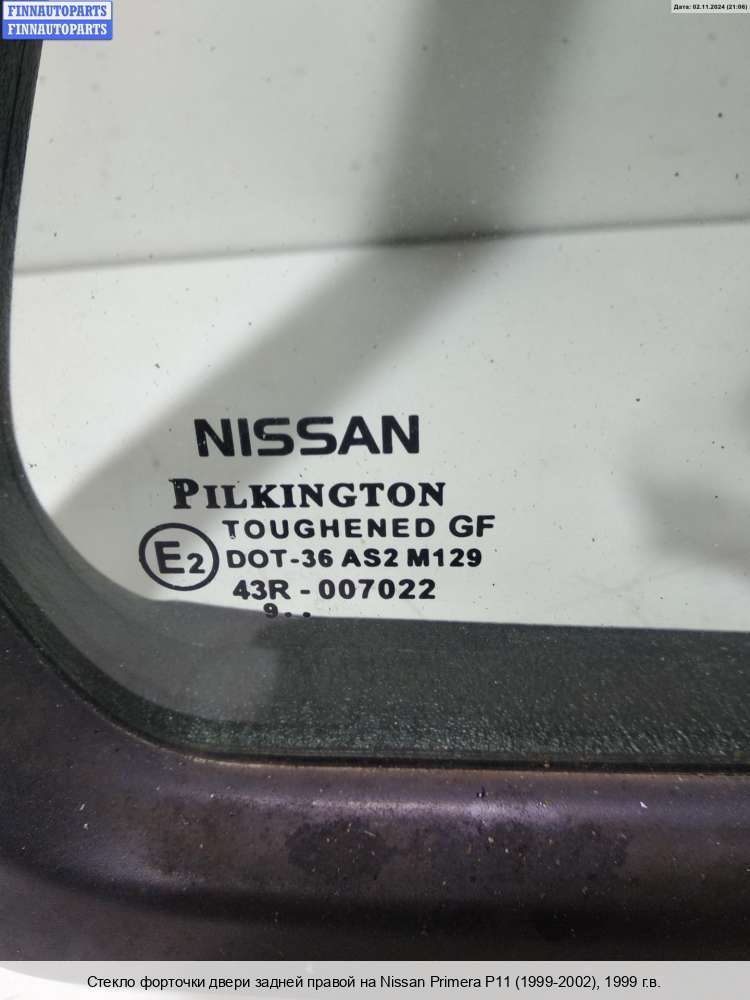 FINNAUTOPARTS
FINNAUTOPARTS
Дата: 02.11.2024 (21:06)
NISSAN
PILKINGTON
TOUGHENED GF
E2
DOT-36 AS2 M129
43R - 007022
9..
Стекло форточки двери задней правой на Nissan Primera P11 (1999-2002), 1999 г.в.